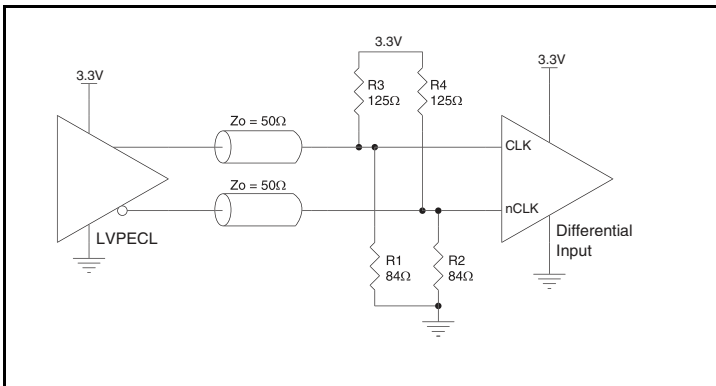 3.3V
3.3V
3.3V
R3
125Ω
R4
125Ω
Zo = 50Ω
CLK
Zo = 50Ω
nCLK
LVPECL
Differential
Input
R1
84Ω
R2
84Ω